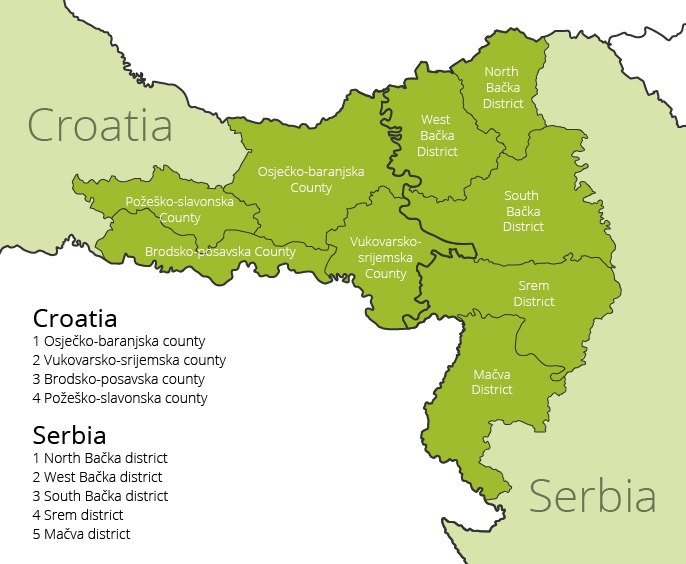 North
Bačka
District
West
Bačka
District
Croatia
Osječko-baranjska
County
Požeško-slavonska
County
South
Bačka
District
Vukovarsko-
srijemska
County
Brodsko-posavska County
Srem
District
Croatia
1 Osječko-baranjska county
2 Vukovarsko-srijemska county
3 Brodsko-posavska county
4 Požeško-slavonska county
Mačva
District
Serbia
1 North Bačka district
2 West Bačka district
3 South Bačka district
4 Srem district
5 Mačva district
Serbia